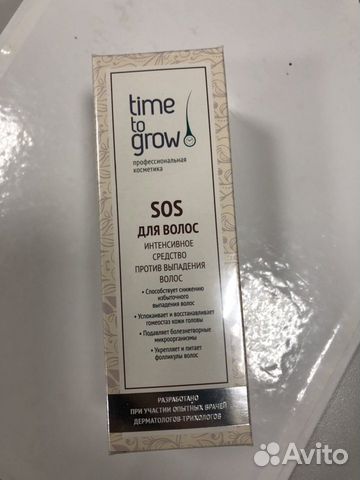 time
to
grow
профессиональная
косметика
SOS
ДЛЯ ВОЛОС
ИНТЕНСИВНОЕ
СРЕДСТВО
ПРОТИВ ВЫПАДЕНИЯ
ВОЛОС
• Способствует снижению
избыточного
выпадения волос
• Успокаивает и восстанавливает
гомеостаз кожи головы
• Подавляет болезнетворные
микроорганизмы
• Укрепляет и питает
фолликулы волос
РАЗРАБОТАНО
ПРИ УЧАСТИИ ОПЫТНЫХ ВРАЧЕЙ
ДЕРМАТОЛОГОВ-ТРИХОЛОГОВ
Avito